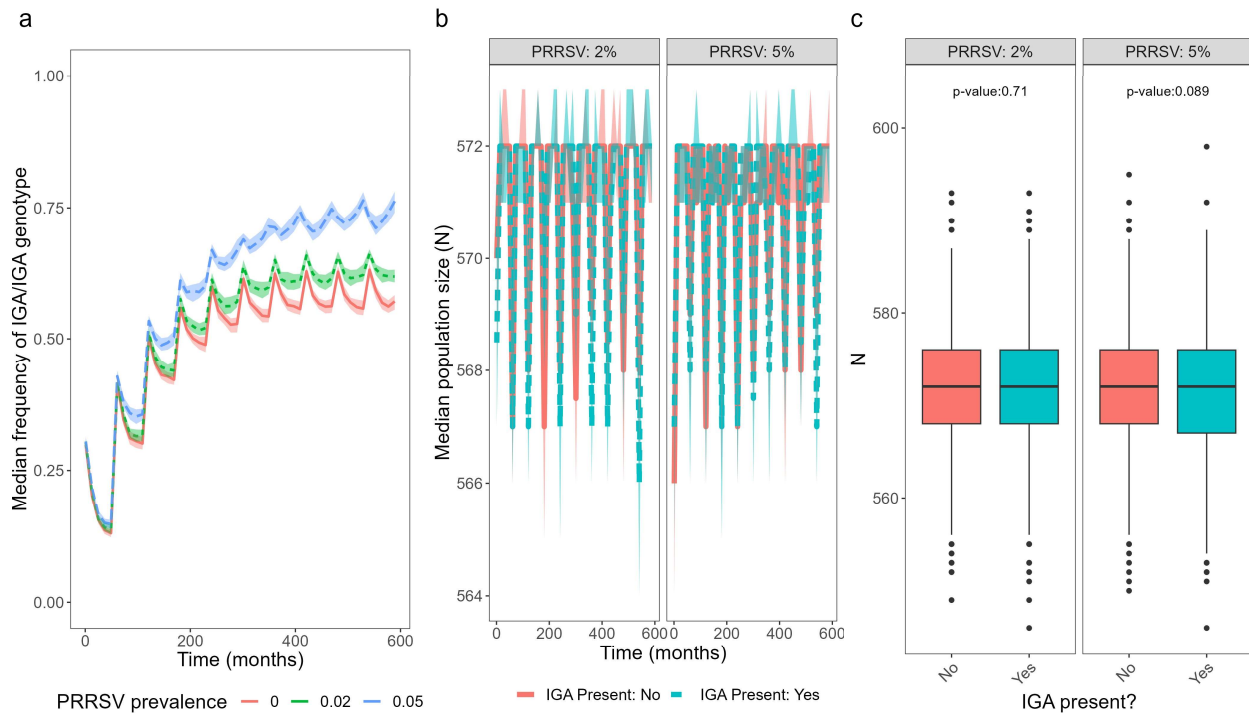 a
Median frequency of IGA/IGA genotype
1.00
0.75
0.50
0.25
0.00
0
200
400
600
Time (months)
PRRSV prevalence
0
0.02
0.05
b
PRRSV: 2%
PRRSV: 5%
Median population size (N)
572
570
568
566
564
0
200
400
600
0
200
400
600
Time (months)
IGA Present: No
IGA Present: Yes
c
PRRSV: 2%
PRRSV: 5%
p-value:0.71
p-value:0.089
N
600
580
560
No
Yes
No
Yes
IGA present?